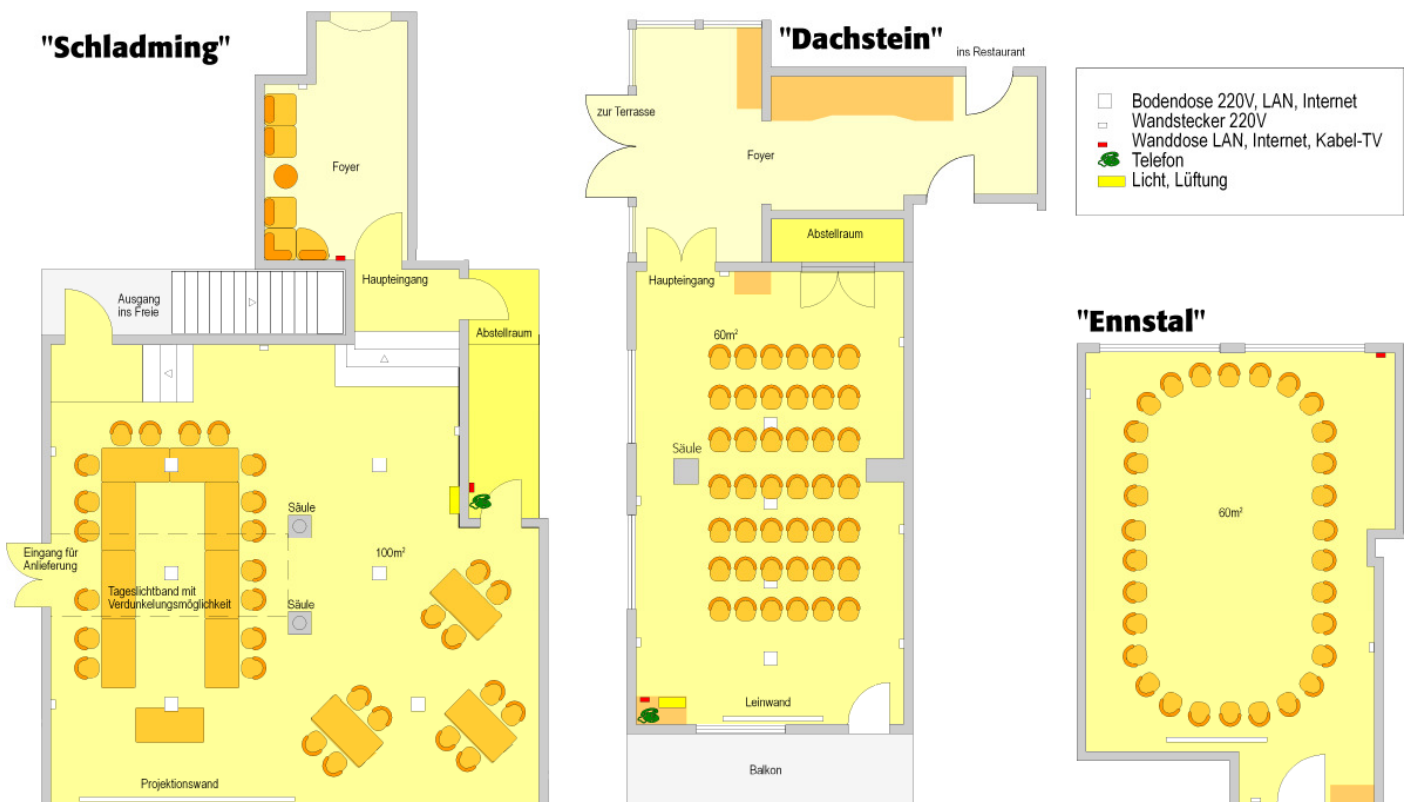 "Schladming"
Foyer
Haupteingang
Ausgang
ins Freie
Abstellraum
Säule
Eingang für
Anlieferung
100m²
Tageslichtband mit
Verdunkelungsmöglichkeit
Säule
Projektionswand
"Dachstein"
ins Restaurant
zur Terrasse
Foyer
Abstellraum
Haupteingang
60m²
Säule
Leinwand
Balkon
Bodendose 220V, LAN, Internet
Wandstecker 220V
Wanddose LAN, Internet, Kabel-TV
Telefon
Licht, Lüftung
"Ennstal"
60m²